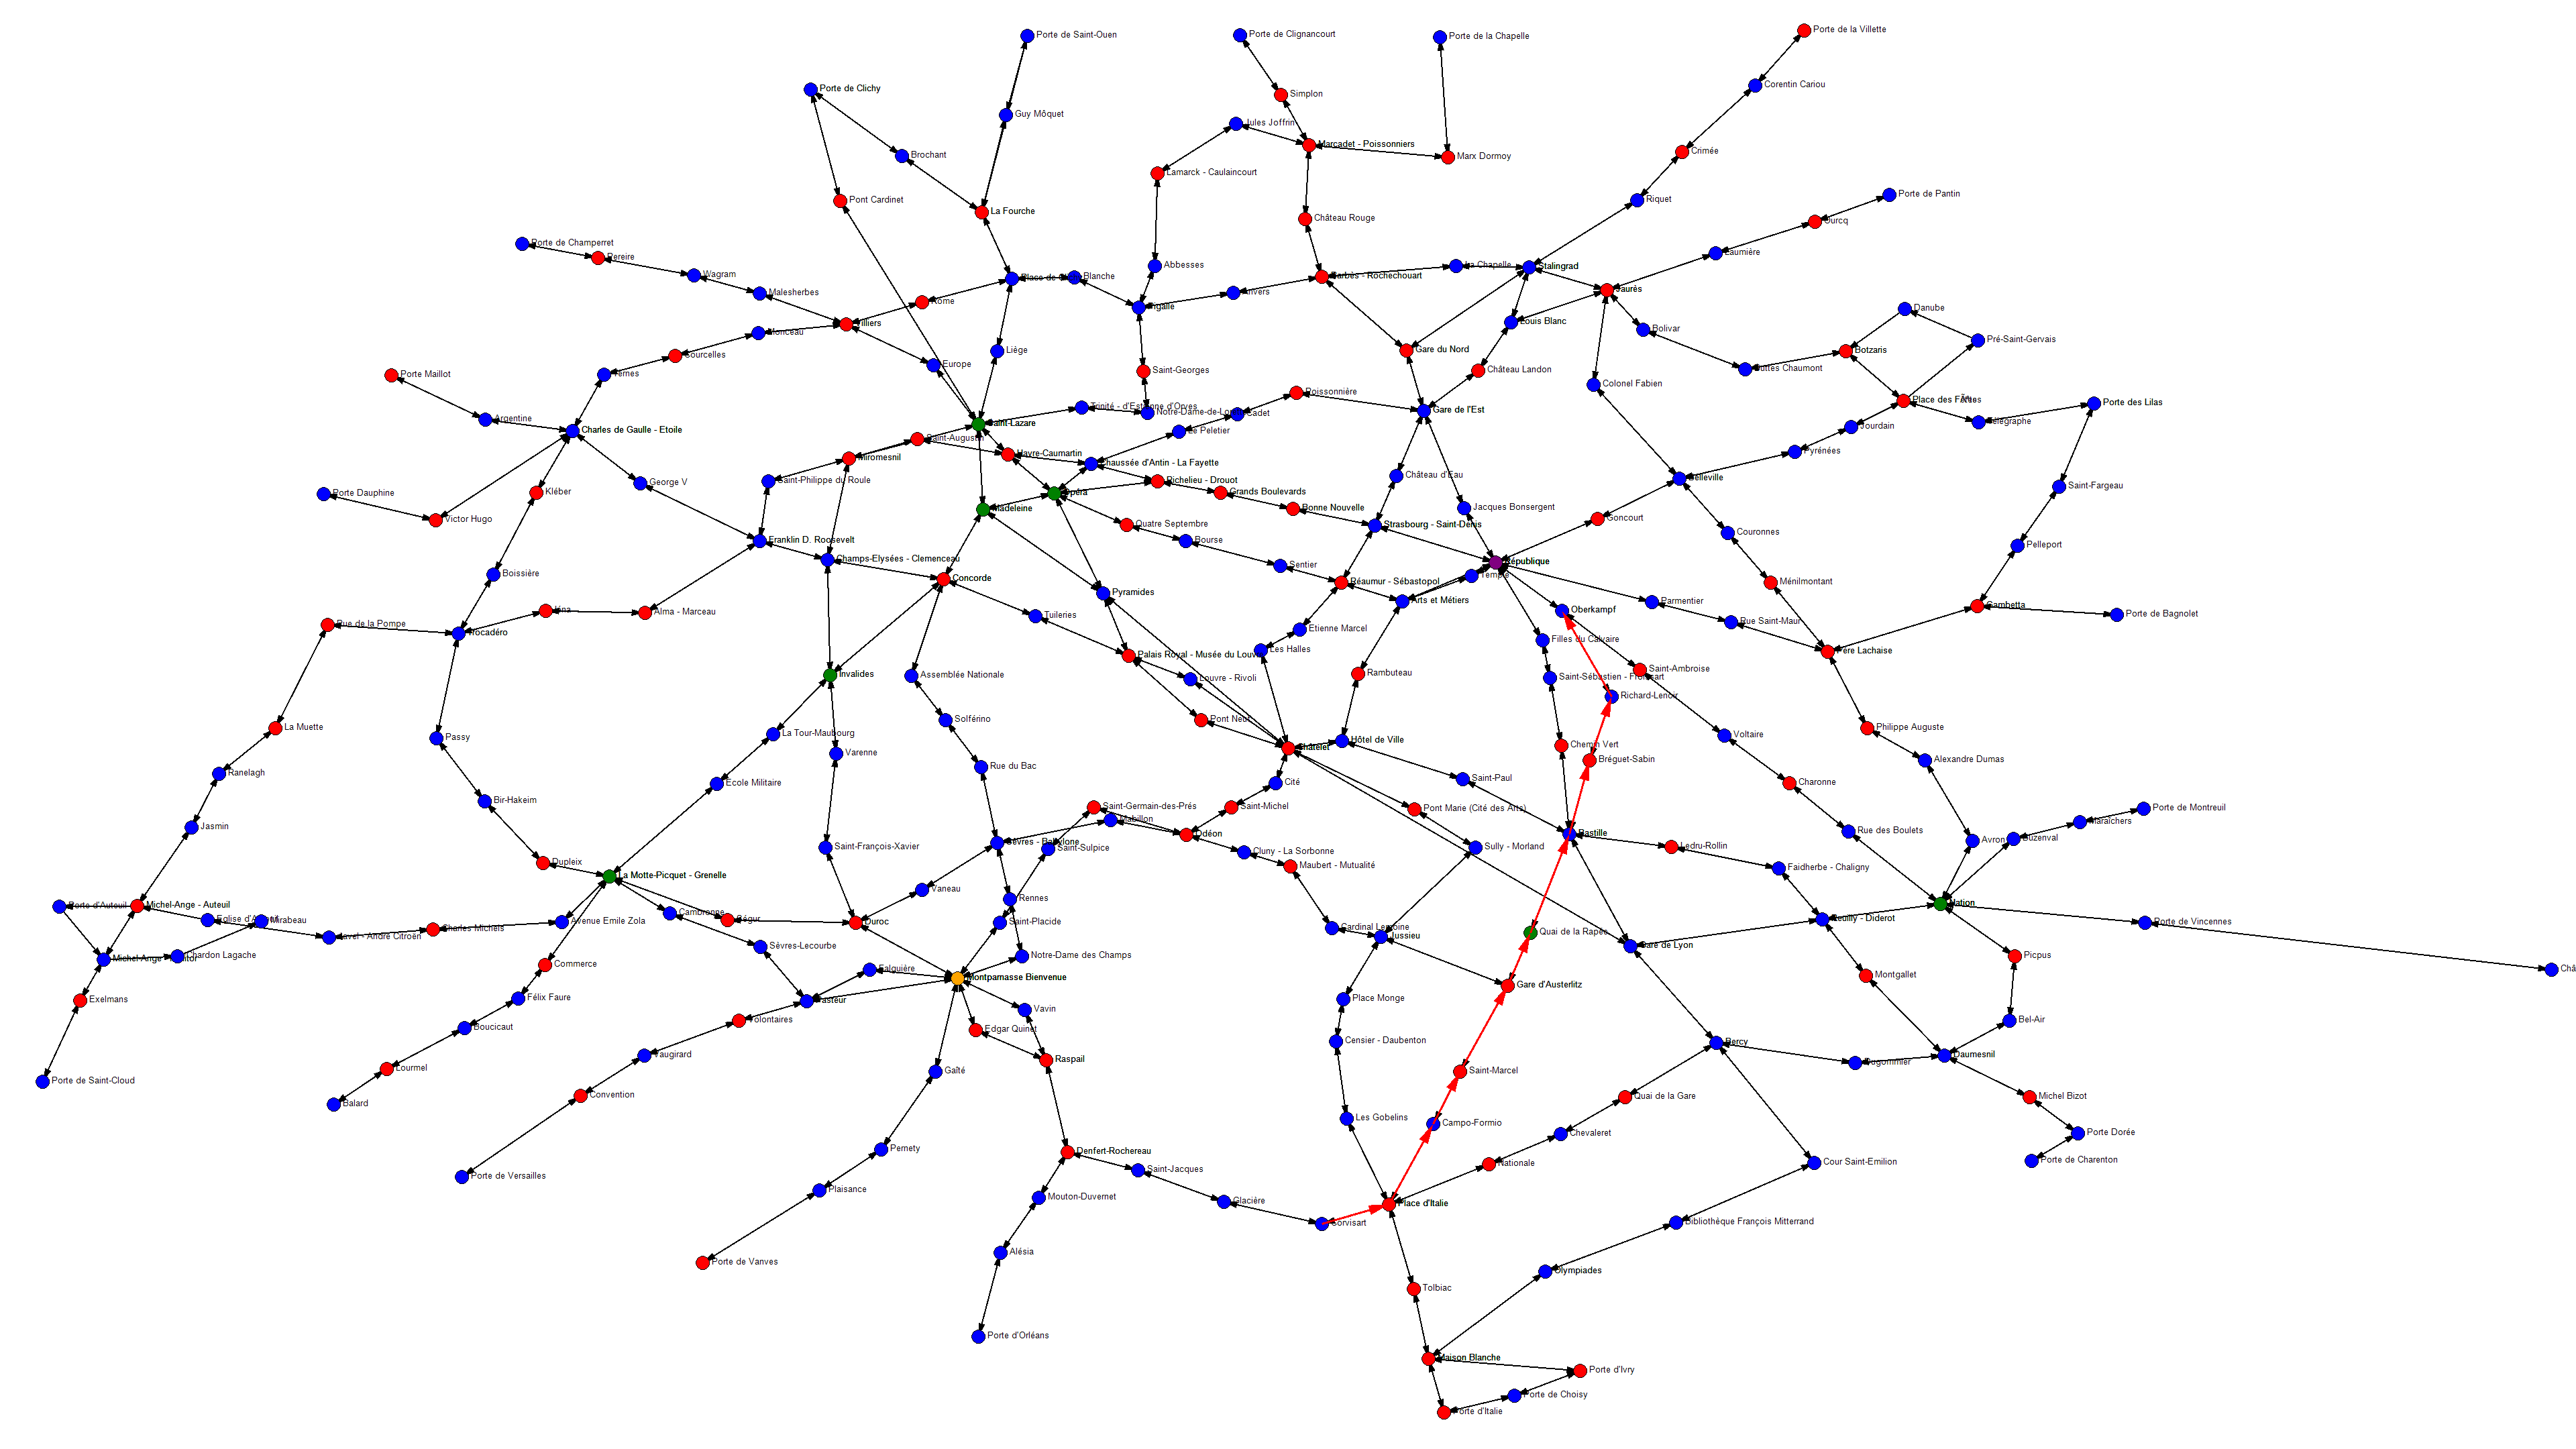 Porte de la Villette
Porte de Saint-Ouen
Porte de Clignancourt
Porte de la Chapelle
Corentin Cariou
Porte de Clichy
Simplon
Guy Môquet
Jules Joffrin
Marcadet - Poissonniers
Crimée
Brochant
Marx Dormoy
Lamarck - Caulaincourt
Porte de Pantin
Pont Cardinet
Riquet
La Fourche
Château Rouge
Ourcq
Porte de Champerret
Laumière
Pereire
Abbesses
La Chapelle
Stalingrad
Wagram
Place de
Blanche
Barbès - Rochechouart
Malesherbes
Anvers
Jaurès
Rome
Pigalle
Danube
Villiers
Louis Blanc
Monceau
Bolivar
Pré-Saint-Gervais
Liège
Gare du Nord
Botzaris
Courcelles
Europe
Saint-Georges
Château Landon
Buttes Chaumont
Porte Maillot
Ternes
Colonel Fabien
Poissonnière
Place des Fêtes
Porte des Lilas
Trinité - d'Estienne d'Orves
Notre-Dame-de-Lorette
Cadet
Gare de l'Est
Argentine
Saint-Lazare
Télégraphe
Jourdain
Charles de Gaulle - Etoile
Le Peletier
Saint-Augustin
Pyrénées
Havre-Caumartin
Miromesnil
Chaussée d'Antin - La Fayette
Château d'Eau
Belleville
Saint-Philippe du Roule
George V
Richelieu - Drouot
Saint-Fargeau
Kléber
Opéra
Grands Boulevards
Porte Dauphine
Madeleine
Bonne Nouvelle
Jacques Bonsergent
Victor Hugo
Goncourt
Quatre Septembre
Strasbourg - Saint-Denis
Couronnes
Franklin D. Roosevelt
Bourse
Pelleport
Champs-Elysées - Clemenceau
République
Sentier
Boissière
Concorde
Temple
Réaumur - Sébastopol
Ménilmontant
Pyramides
Arts et Métiers
Parmentier
Gambetta
Iéna
Alma - Marceau
Oberkampf
Porte de Bagnolet
Tuileries
Rue Saint-Maur
Rue de la Pompe
Trocadéro
Etienne Marcel
Filles du Calvaire
Les Halles
Palais Royal - Musée du Louvre
Père Lachaise
Saint-Ambroise
Invalides
Assemblée Nationale
Louvre - Rivoli
Rambuteau
Saint-Sébastien - Froissart
Richard-Lenoir
Solférino
Pont Neuf
La Muette
Philippe Auguste
La Tour-Maubourg
Passy
Voltaire
Hôtel de Ville
Châtelet
Chemin Vert
Varenne
Bréguet-Sabin
Alexandre Dumas
Rue du Bac
Ranelagh
Saint-Paul
Ecole Militaire
Cité
Charonne
Bir-Hakeim
Saint-Germain-des-Prés
Saint-Michel
Pont Marie (Cité des Arts)
Porte de Montreuil
Mabillon
Maraîchers
Jasmin
Odéon
Bastille
Rue des Boulets
Buzenval
Avron
Sèvres - Babylone
Saint-François-Xavier
Saint-Sulpice
Sully - Morland
Ledru-Rollin
Cluny - La Sorbonne
Dupleix
Maubert - Mutualité
Faidherbe - Chaligny
La Motte-Picquet - Grenelle
Vaneau
Rennes
Nation
Porte d'Auteuil
Michel-Ange - Auteuil
Cambronne
Ségur
Duroc
Eglise d'Auteuil
Mirabeau
Avenue Emile Zola
Saint-Placide
Reuilly - Diderot
Porte de Vincennes
Charles Michels
Cardinal Lemoine
Quai de la Rapée
Javel - André Citroën
Jussieu
Sèvres-Lecourbe
Gare de Lyon
Chardon Lagache
Notre-Dame des Champs
Picpus
Michel-Ange - Molitor
Commerce
Falguière
Châ
Montparnasse Bienvenue
Montgallet
Gare d'Austerlitz
Félix Faure
Exelmans
Pasteur
Place Monge
Vavin
Volontaires
Bel-Air
Boucicaut
Edgar Quinet
Censier - Daubenton
Bercy
Vaugirard
Daumesnil
Raspail
Dugommier
Lourmel
Gaîté
Saint-Marcel
Porte de Saint-Cloud
Convention
Quai de la Gare
Michel Bizot
Balard
Les Gobelins
Campo-Formio
Chevaleret
Porte Dorée
Pernety
Denfert-Rochereau
Porte de Charenton
Nationale
Cour Saint-Emilion
Saint-Jacques
Porte de Versailles
Plaisance
Mouton-Duvernet
Glacière
Place d'Italie
Corvisart
Bibliothèque François Mitterrand
Alésia
Porte de Vanves
Olympiades
Tolbiac
Porte d'Orléans
Maison Blanche
Porte d'Ivry
Porte de Choisy
Porte d'Italie